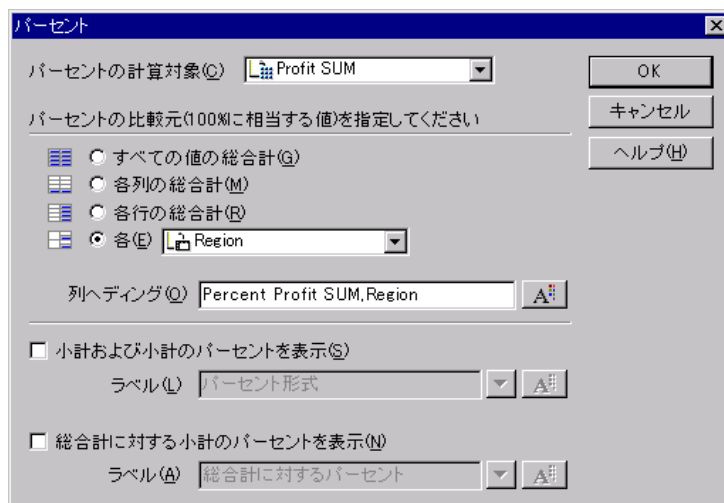 パーセント
パーセントの計算対象(C) Profit SUM
OK
キャンセル
ヘルプ(H)
パーセントの比較元(100%に相当する値)を指定してください
すべての値の総合計(G)
各列の総合計(M)
各行の総合計(R)
各(E) Region
列ヘディング(O) Percent Profit SUM,Region A
小計および小計のパーセントを表示(S)
ラベル(L) パーセント形式 A
総合計に対する小計のパーセントを表示(N)
ラベル(A) 総合計に対するパーセント A